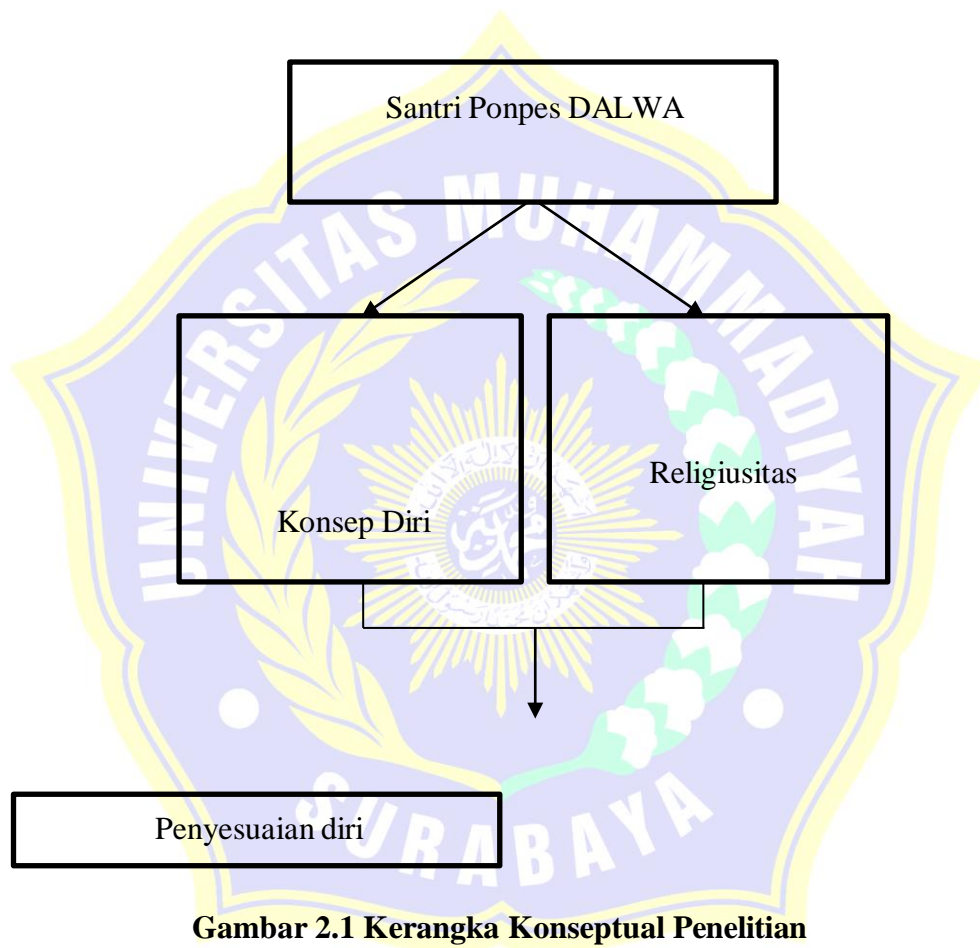 Santri Ponpes DALWA
UNIVERSITAS MUHAMMADIYAH
Konsep Diri
Religiusitas
SURABAYA
Penyesuaian diri
Gambar 2.1 Kerangka Konseptual Penelitian